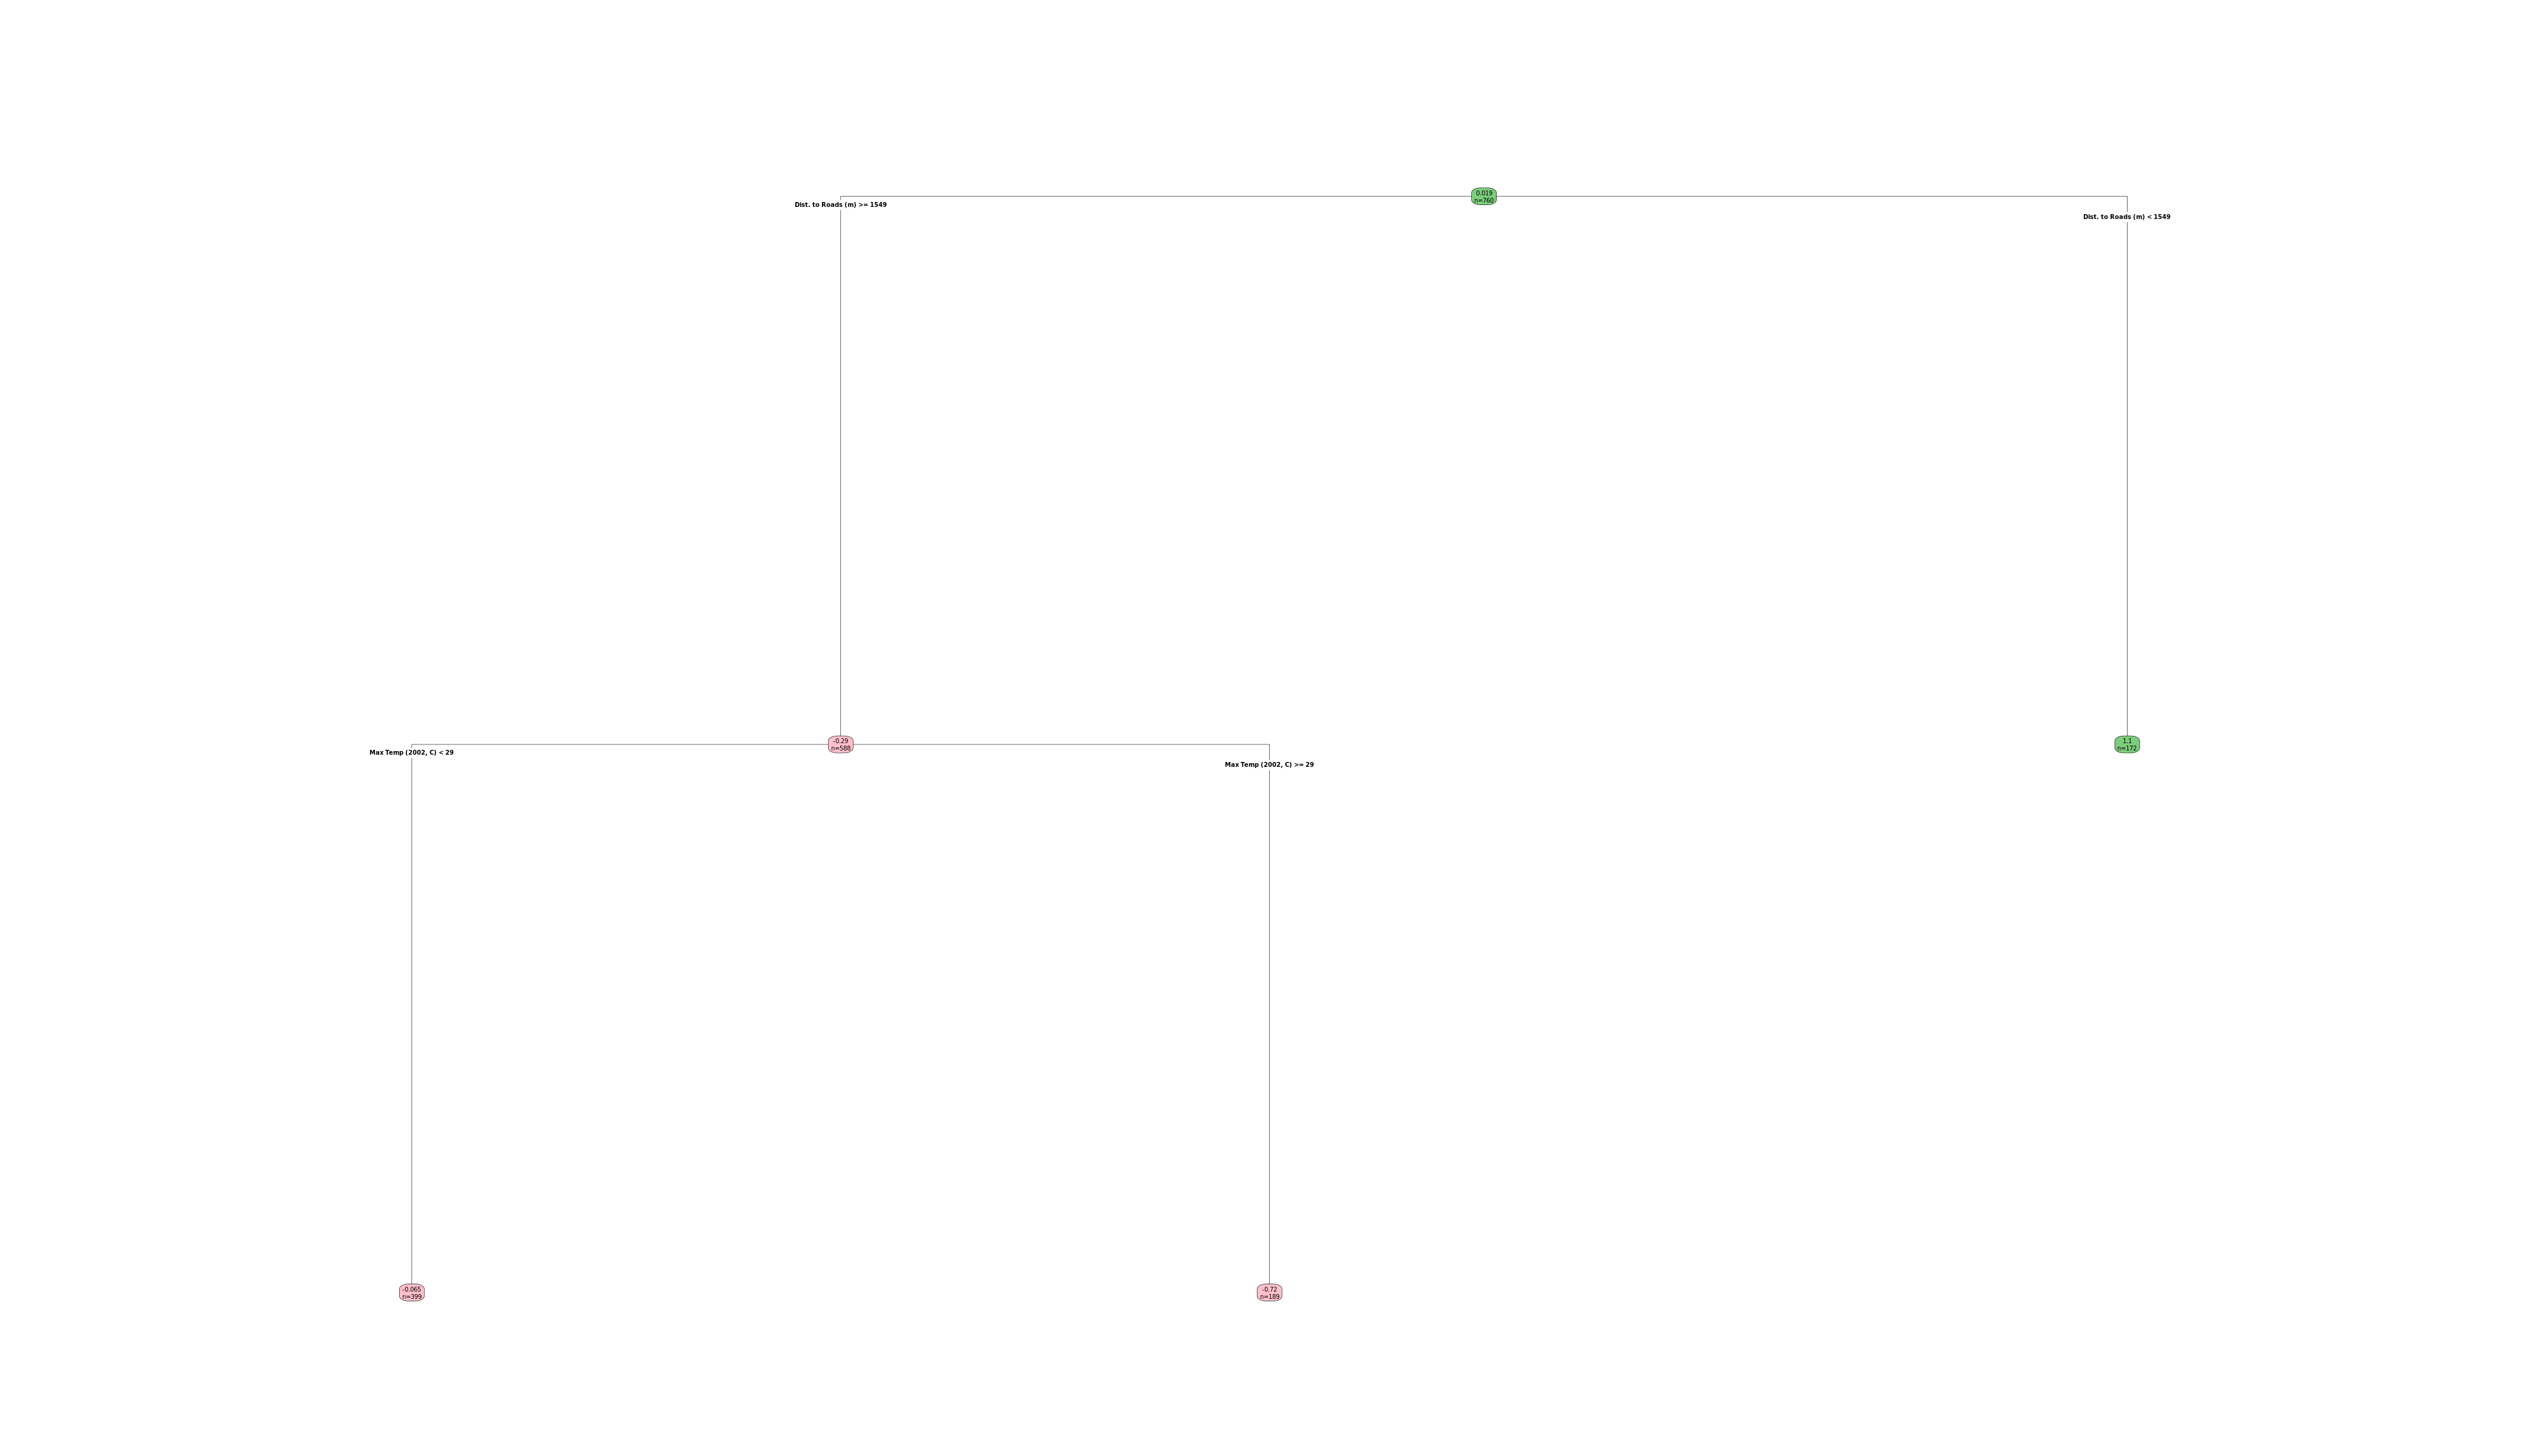 0.019
n=760
Dist. to Roads (m) >= 1549
Dist. to Roads (m) < 1549
-0.29
n=588
1.1
n=172
Max Temp (2002, C) < 29
Max Temp (2002, C) >= 29
-0.065
n=399
-0.72
n=189